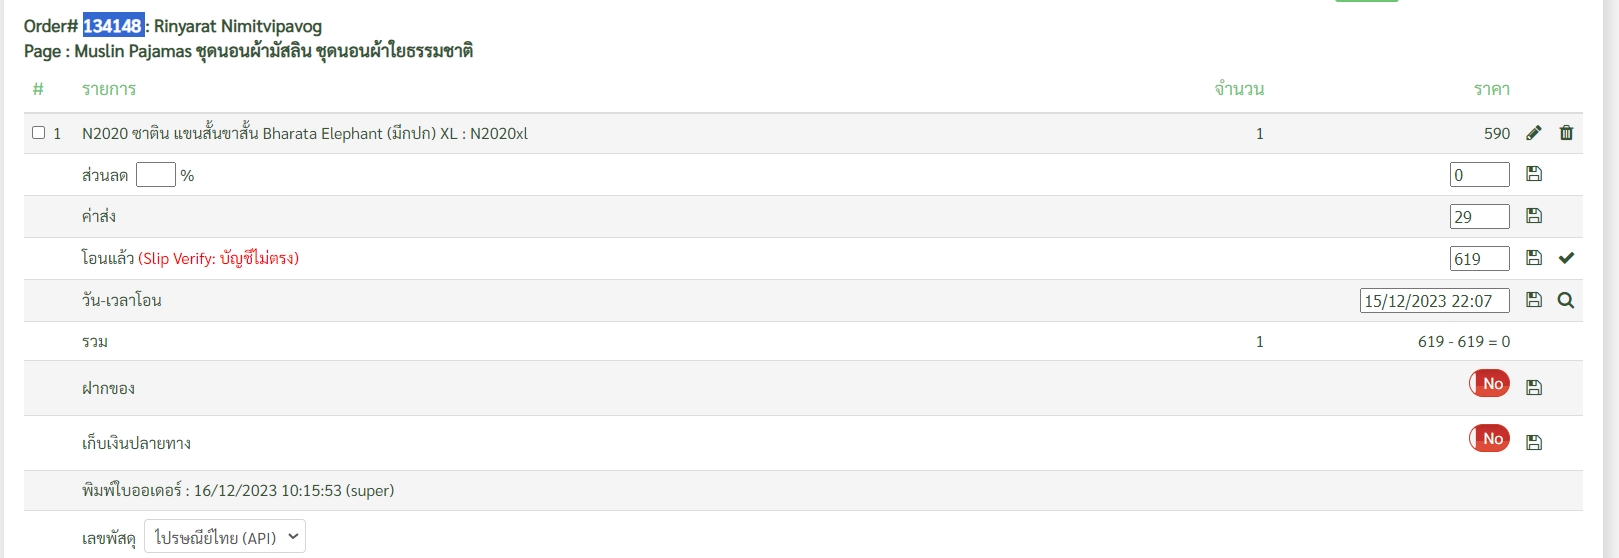 Order# 134148 : Rinyarat Nimitvipavog
Page : Muslin Pajamas ชุดนอนผ้ามัสลิน ชุดนอนผ้าใยธรรมชาติ
# รายการ จำนวน ราคา
1 N2020 ซาติน แขนสั้นขาสั้น Bharata Elephant (มีกปก) XL : N2020xl 1 590
ส่วนลด % 0
ค่าส่ง 29
โอนแล้ว (Slip Verify: บัญชีไม่ตรง) 619
วัน-เวลาโอน 15/12/2023 22:07
รวม 1 619 - 619 = 0
ฝากของ No
เก็บเงินปลายทาง No
พิมพ์ใบออเดอร์ : 16/12/2023 10:15:53 (super)
เลขพัสดุ ไปรษณีย์ไทย (API)